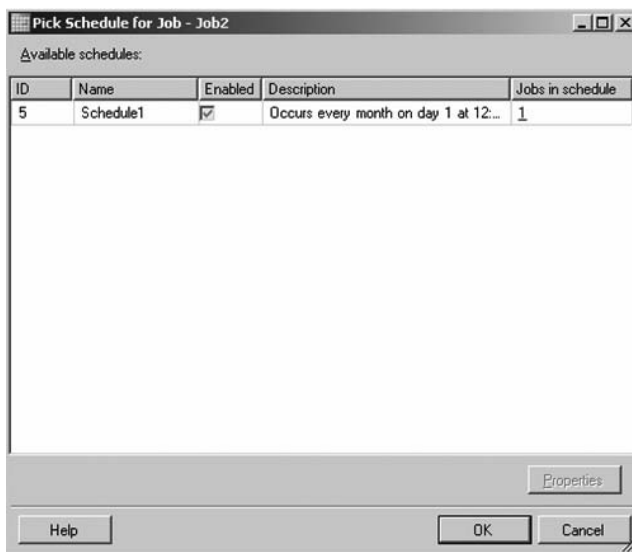 Pick Schedule for Job - Job2
Available schedules:
ID Name Enabled Description Jobs in schedule
5 Schedule1 Occurs every month on day 1 at 12:... 1
Properties
Help OK Cancel